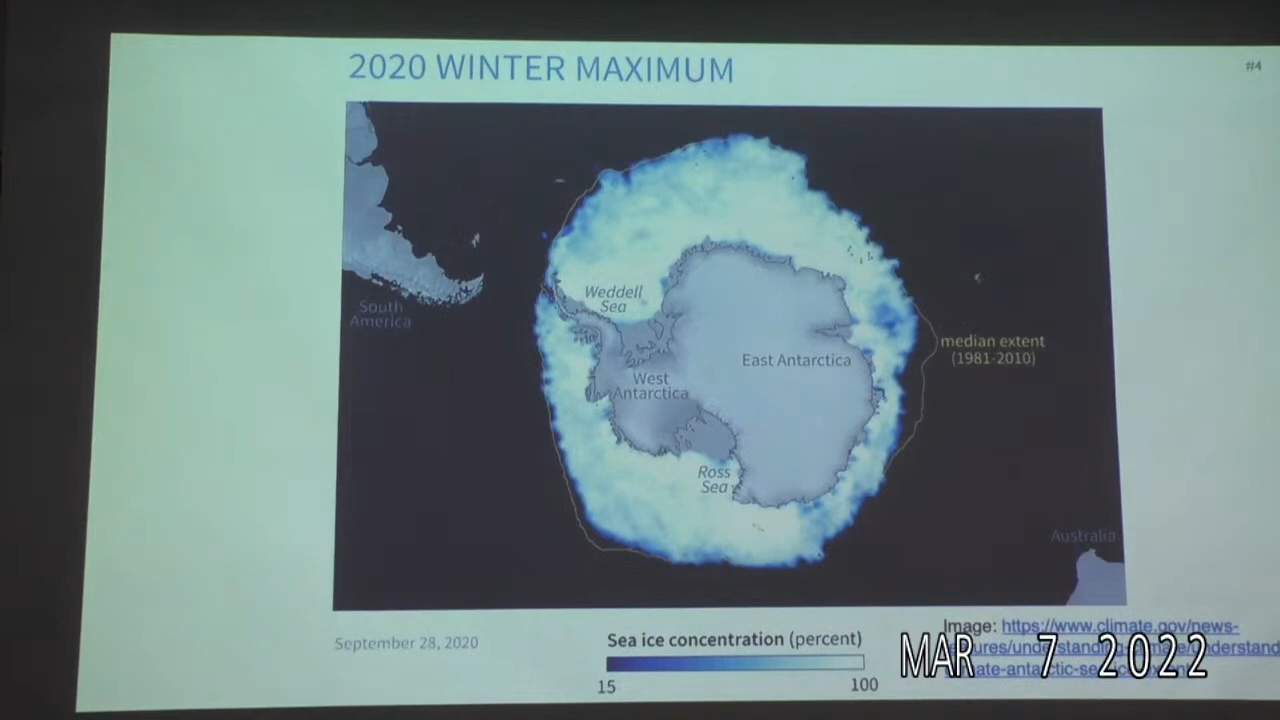 2020 WINTER MAXIMUM
#4
Weddell
Sea
South
America
median extent
(1981-2010)
East Antarctica
West
Antarctica
Ross
Sea
Australia
September 28, 2020
Sea ice concentration (percent)
15
100
Image: https://www.climate.gov/news-
MAR 7 2022